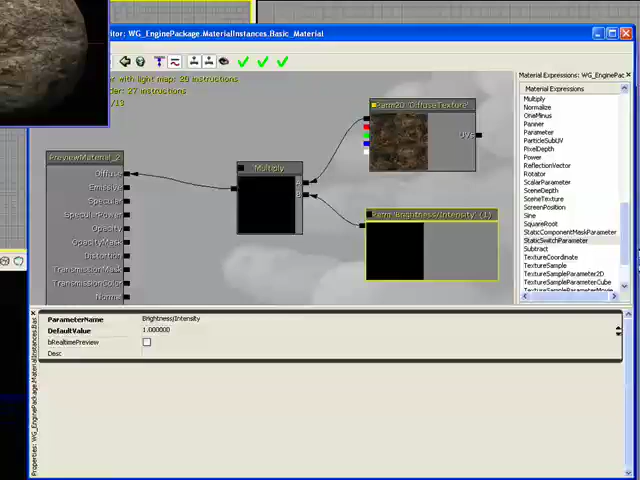 itor: WG_EnginePackage.MaterialInstances.Basic_Material
er with light map: 20 instructions
der: 27 instructions
/13
PreviewMaterial_2
Diffuse
Emissive
Specular
SpecularPower
Opacity
OpacityMask
Distortion
TransmissionMask
TransmissionColor
Normal
Multiply
A
B
Param2D 'DiffuseTexture'
UVs
Param 'Brightness/Intensity' (1)
Material Expressions: WG_EnginePac
Material Expressions
Multiply
Normalize
OneMinus
Panner
Parameter
ParticleSubUV
PixelDepth
Power
ReflectionVector
Rotator
ScalarParameter
SceneDepth
SceneTexture
ScreenPosition
Sine
SquareRoot
StaticComponentMaskParameter
StaticSwitchParameter
Subtract
TextureCoordinate
TextureSample
TextureSampleParameter2D
TextureSampleParameterCube
TextureSampleParameterMovie
Properties: WG_EnginePackage.MaterialInstances.Bas
ParameterName
Brightness/Intensity
DefaultValue
1.000000
bRealtimePreview
Desc